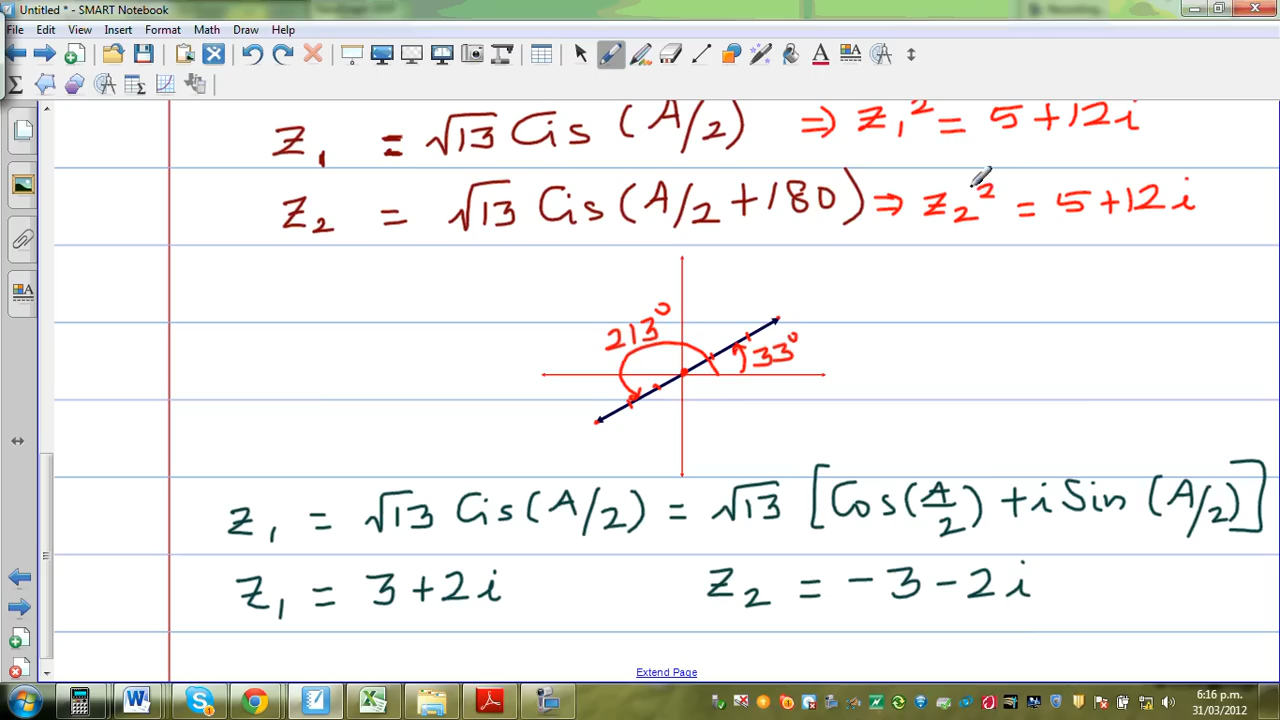 Untitled * - SMART Notebook
File Edit View Insert Format Math Draw Help
z₁ = √13 Cis (A/2) ⇒ z₁² = 5+12i
z₂ = √13 Cis (A/2+180) ⇒ z₂² = 5+12i
213°
33°
z₁ = √13 Cis (A/2) = √13 [Cos(A/2) + i Sin (A/2)]
z₁ = 3+2i z₂ = -3-2i
Extend Page
6:16 p.m.
31/03/2012